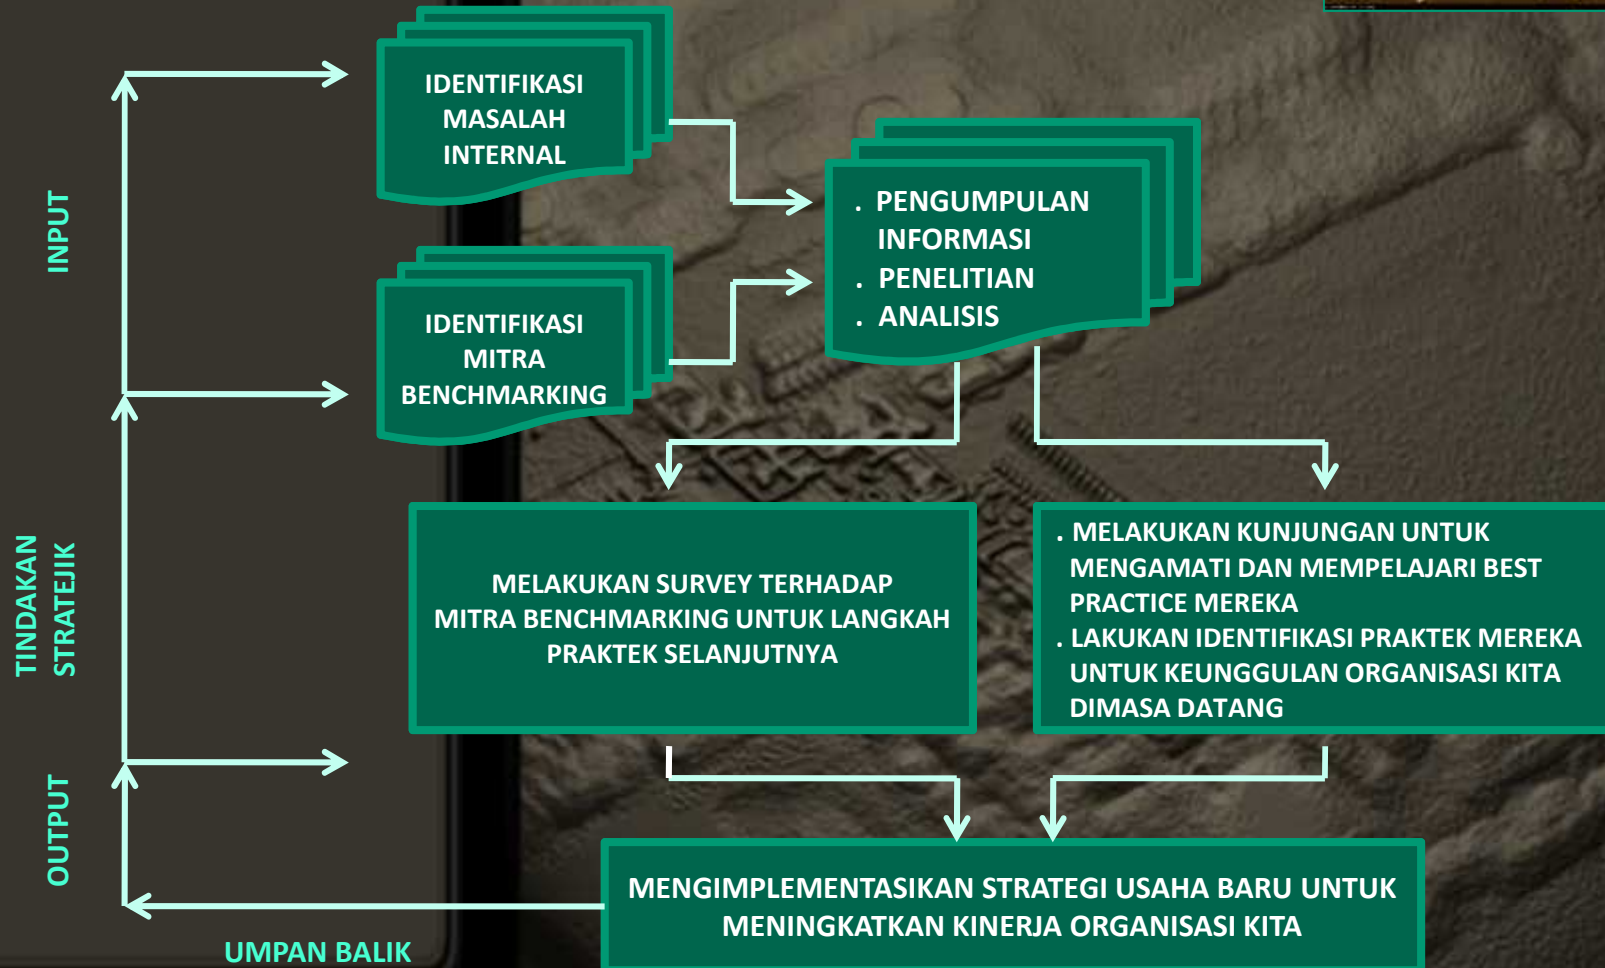 IDENTIFIKASI
MASALAH
INTERNAL
INPUT
. PENGUMPULAN
INFORMASI
. PENELITIAN
. ANALISIS
IDENTIFIKASI
MITRA
BENCHMARKING
TINDAKAN
STRATEJIK
MELAKUKAN SURVEY TERHADAP
MITRA BENCHMARKING UNTUK LANGKAH
PRAKTEK SELANJUTNYA
. MELAKUKAN KUNJUNGAN UNTUK
MENGAMATI DAN MEMPELAJARI BEST
PRACTICE MEREKA
. LAKUKAN IDENTIFIKASI PRAKTEK MEREKA
UNTUK KEUNGGULAN ORGANISASI KITA
DIMASA DATANG
OUTPUT
MENGIMPLEMENTASIKAN STRATEGI USAHA BARU UNTUK
MENINGKATKAN KINERJA ORGANISASI KITA
UMPAN BALIK